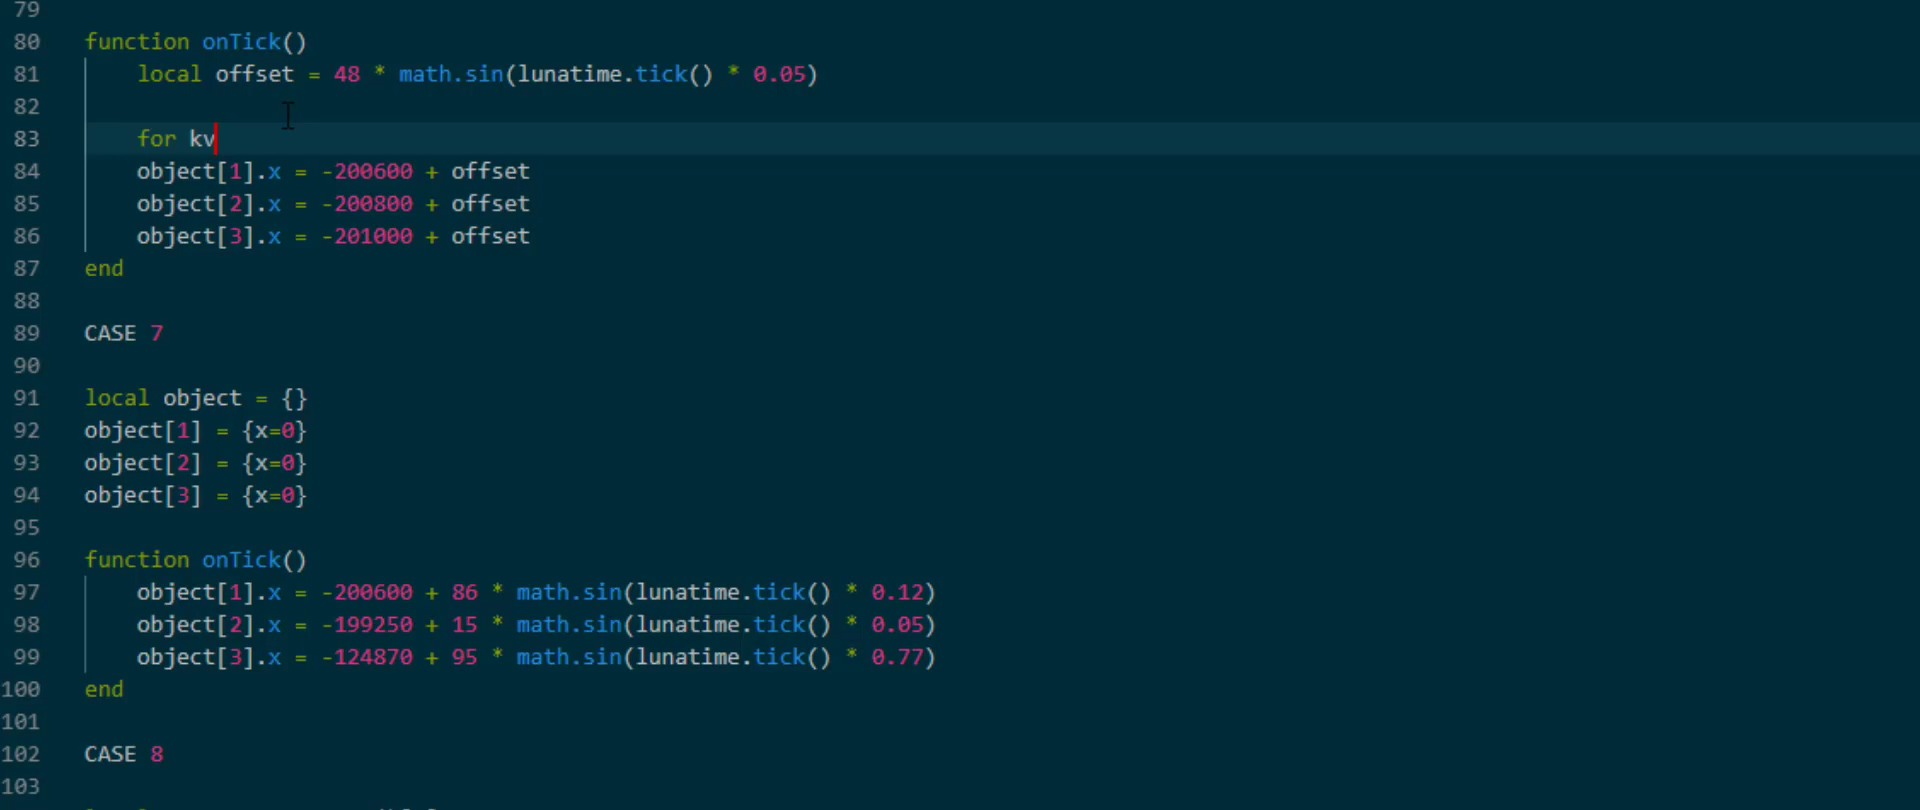 79
80 function onTick()
81 local offset = 48 * math.sin(lunatime.tick() * 0.05)
82
83 for kv
84 object[1].x = -200600 + offset
85 object[2].x = -200800 + offset
86 object[3].x = -201000 + offset
87 end
88
89 CASE 7
90
91 local object = {}
92 object[1] = {x=0}
93 object[2] = {x=0}
94 object[3] = {x=0}
95
96 function onTick()
97 object[1].x = -200600 + 86 * math.sin(lunatime.tick() * 0.12)
98 object[2].x = -199250 + 15 * math.sin(lunatime.tick() * 0.05)
99 object[3].x = -124870 + 95 * math.sin(lunatime.tick() * 0.77)
100 end
101
102 CASE 8
103